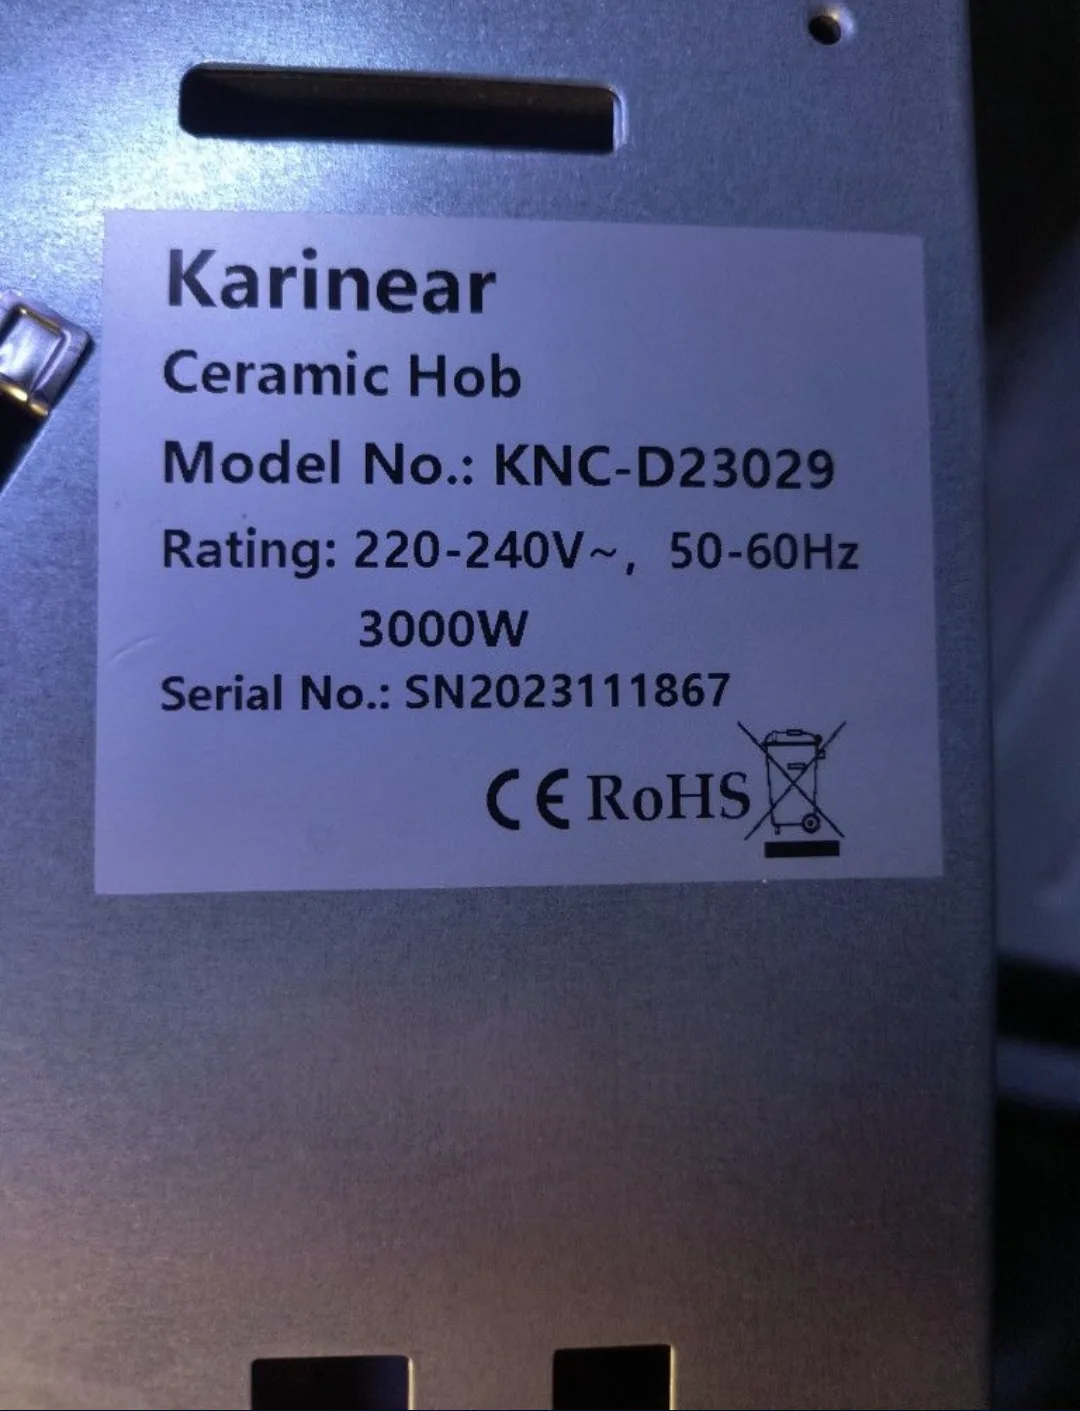 Karinear
Ceramic Hob
Model No.: KNC-D23029
Rating: 220-240V~, 50-60Hz
3000W
Serial No.: SN2023111867
CE RoHS